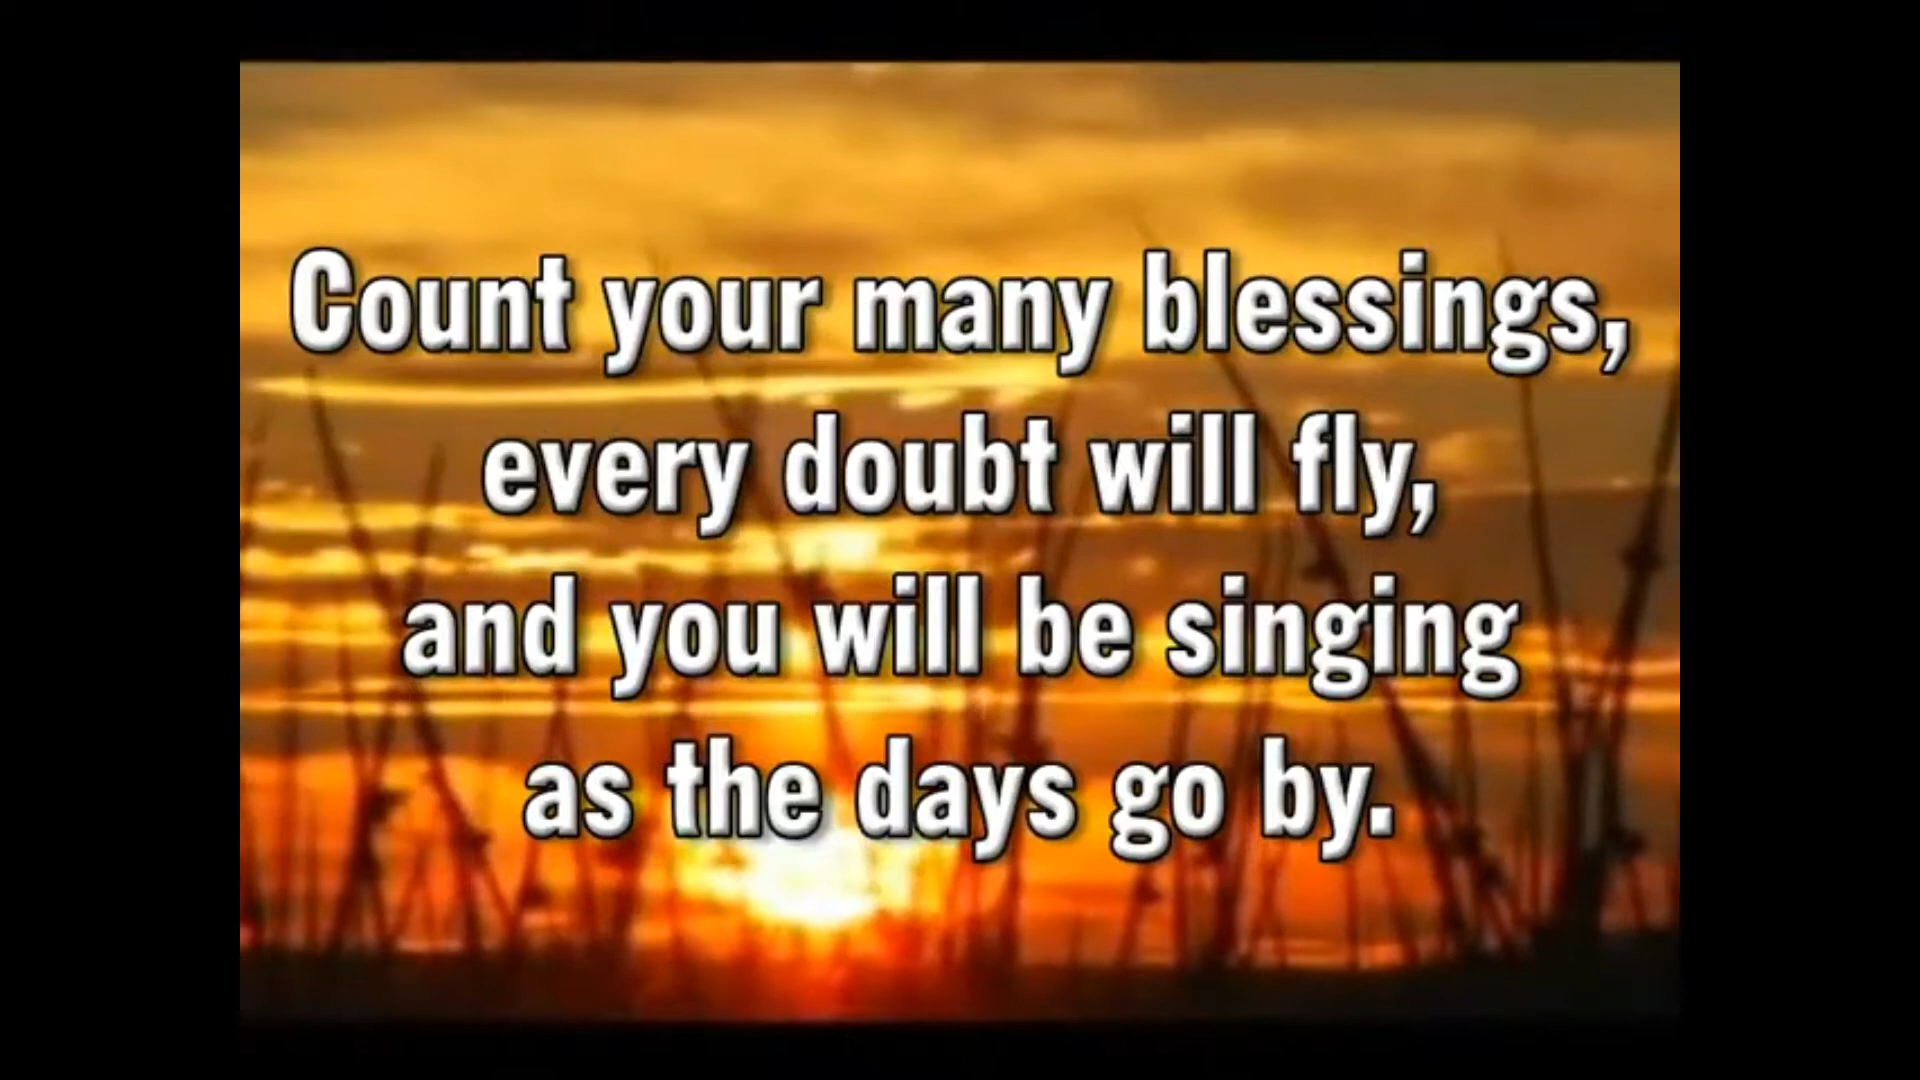 Count your many blessings,
every doubt will fly,
and you will be singing
as the days go by.